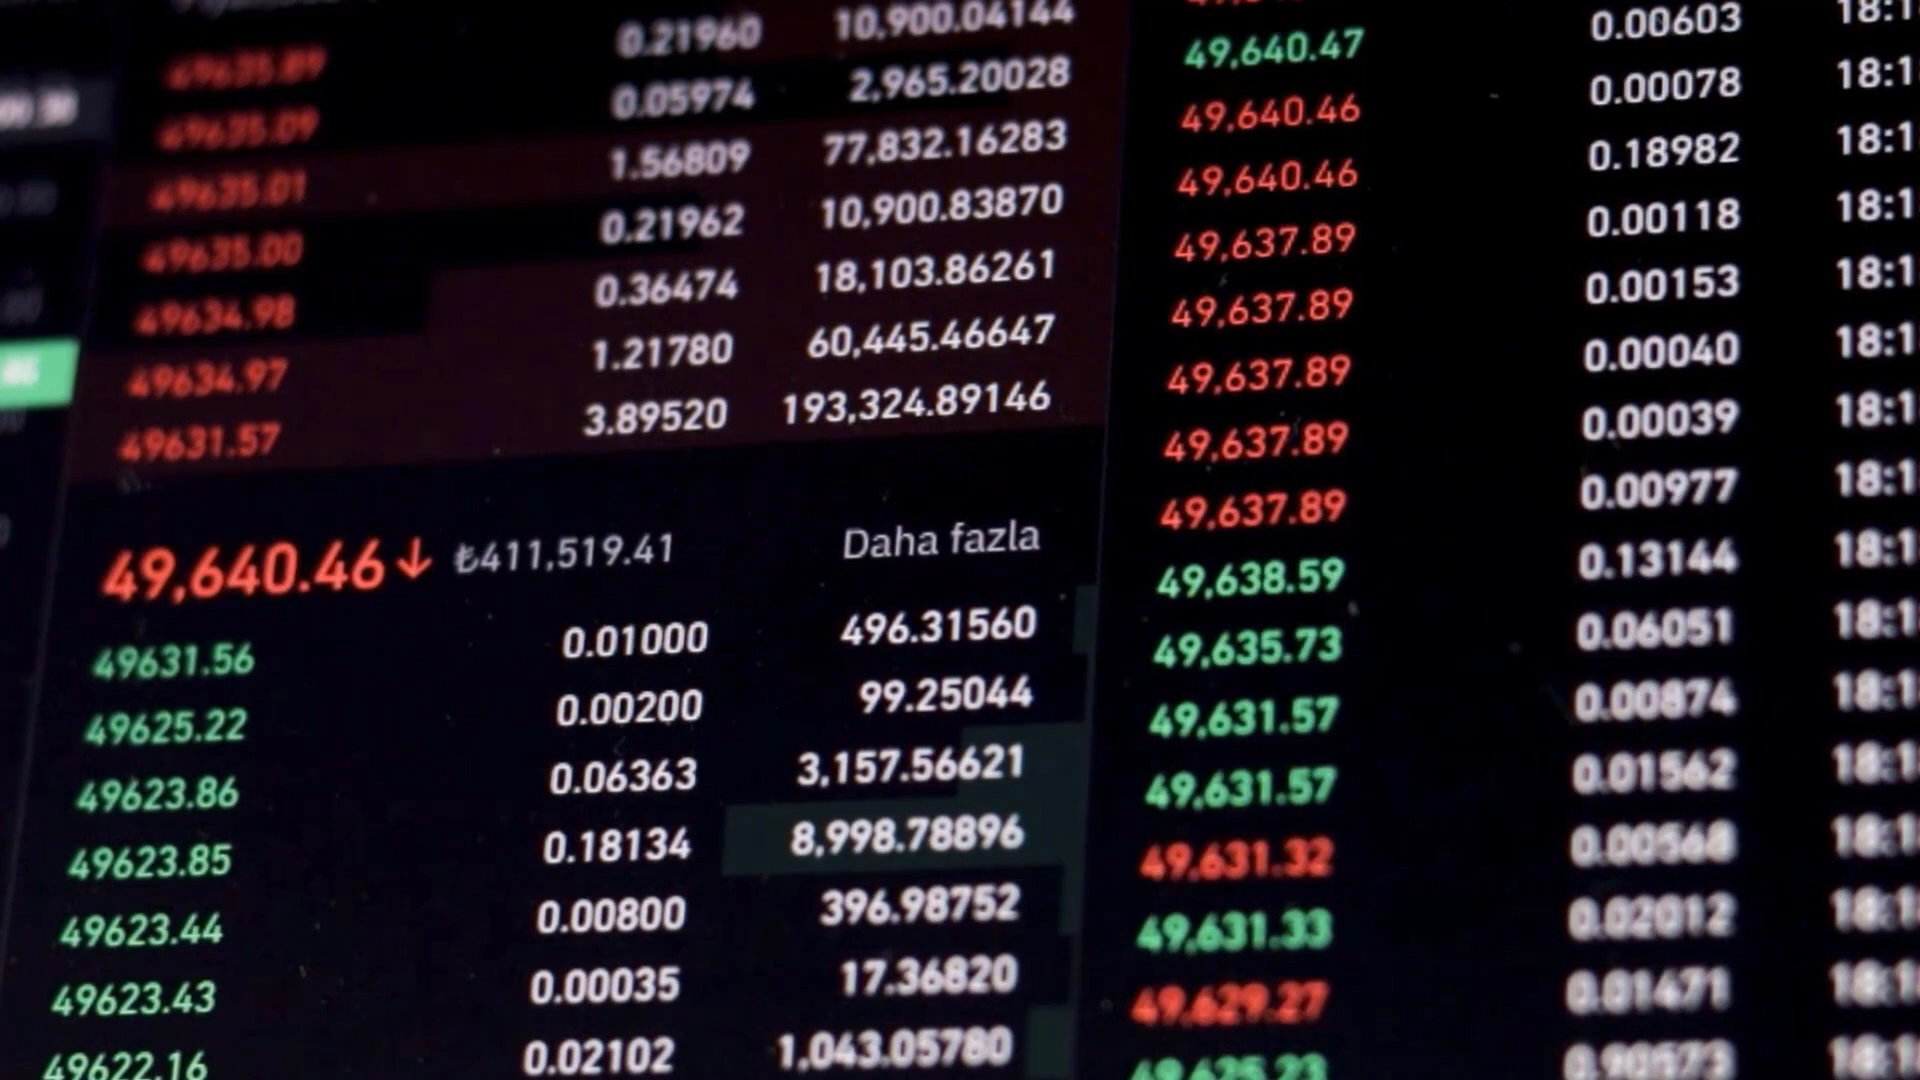 0.21960 10,900.04144
49635.89 0.05974 2,965.20028
49635.09 1.56809 77,832.16283
49635.01 0.21962 10,900.83870
49635.00 0.36474 18,103.86261
49634.98 1.21780 60,445.46647
49634.97 3.89520 193,324.89146
49631.57
49,640.46↓ ₺411,519.41 Daha fazla
49631.56 0.01000 496.31560
49625.22 0.00200 99.25044
49623.86 0.06363 3,157.56621
49623.85 0.18134 8,998.78896
49623.44 0.00800 396.98752
49623.43 0.00035 17.36820
49622.16 0.02102 1,043.05780
49,640.47 0.00603 18:1
49,640.46 0.00078 18:1
49,640.46 0.18982 18:1
49,637.89 0.00118 18:1
49,637.89 0.00153 18:1
49,637.89 0.00040 18:1
49,637.89 0.00039 18:1
49,637.89 0.00977 18:1
49,638.59 0.13144 18:1
49,635.73 0.06051 18:1
49,631.57 0.00874 18:1
49,631.57 0.01562 18:1
49,631.32 0.00568 18:1
49,631.33 0.02012 18:1
49,629.27 0.01471 18:1
49,625.23 0.90573 18:1